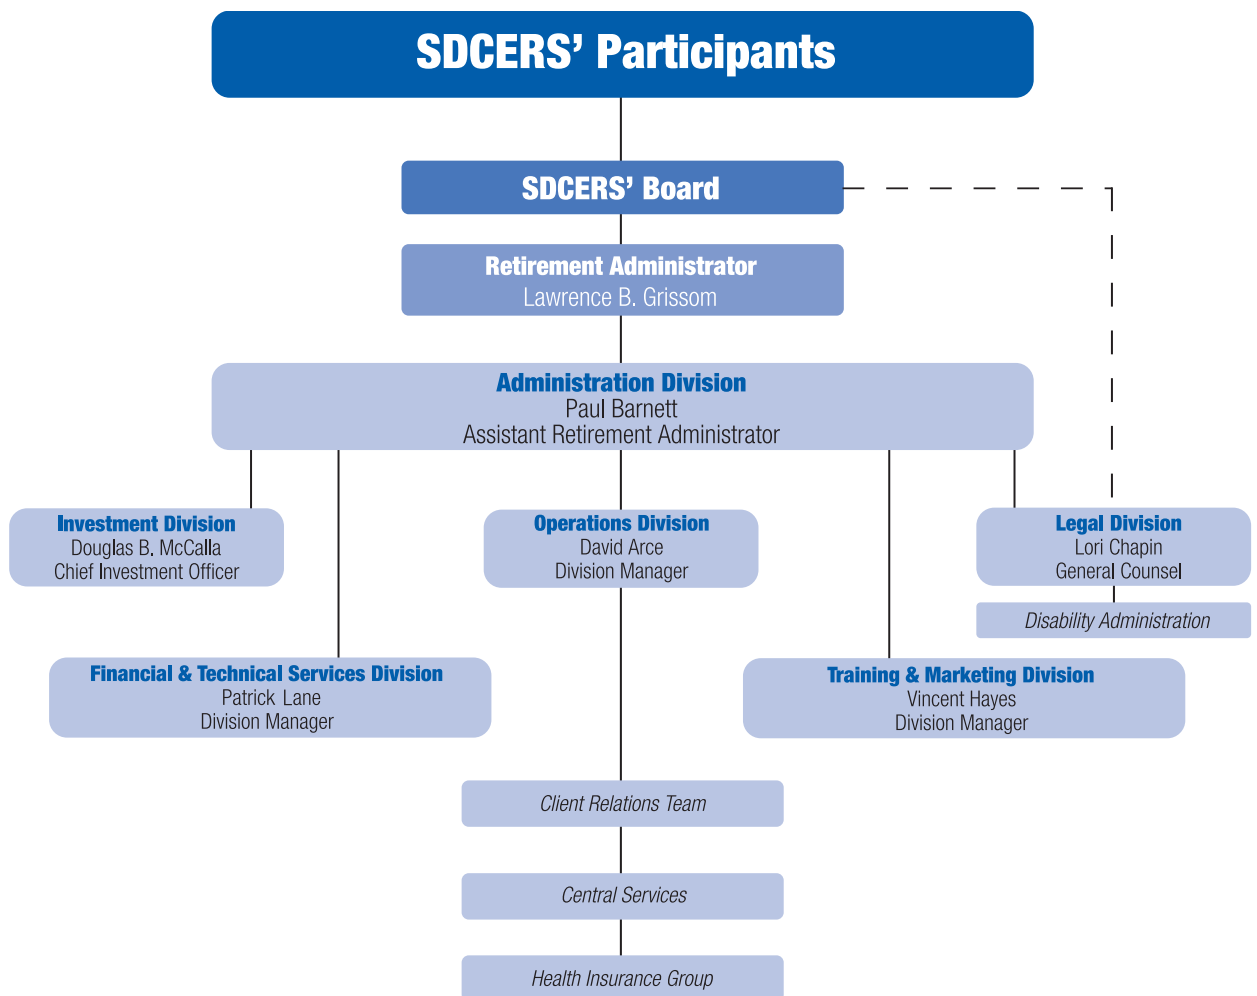 SDCERS' Participants
SDCERS' Board
Retirement Administrator
Lawrence B. Grissom
Administration Division
Paul Barnett
Assistant Retirement Administrator
Investment Division
Douglas B. McCalla
Chief Investment Officer
Operations Division
David Arce
Division Manager
Legal Division
Lori Chapin
General Counsel
Disability Administration
Financial & Technical Services Division
Patrick Lane
Division Manager
Training & Marketing Division
Vincent Hayes
Division Manager
Client Relations Team
Central Services
Health Insurance Group